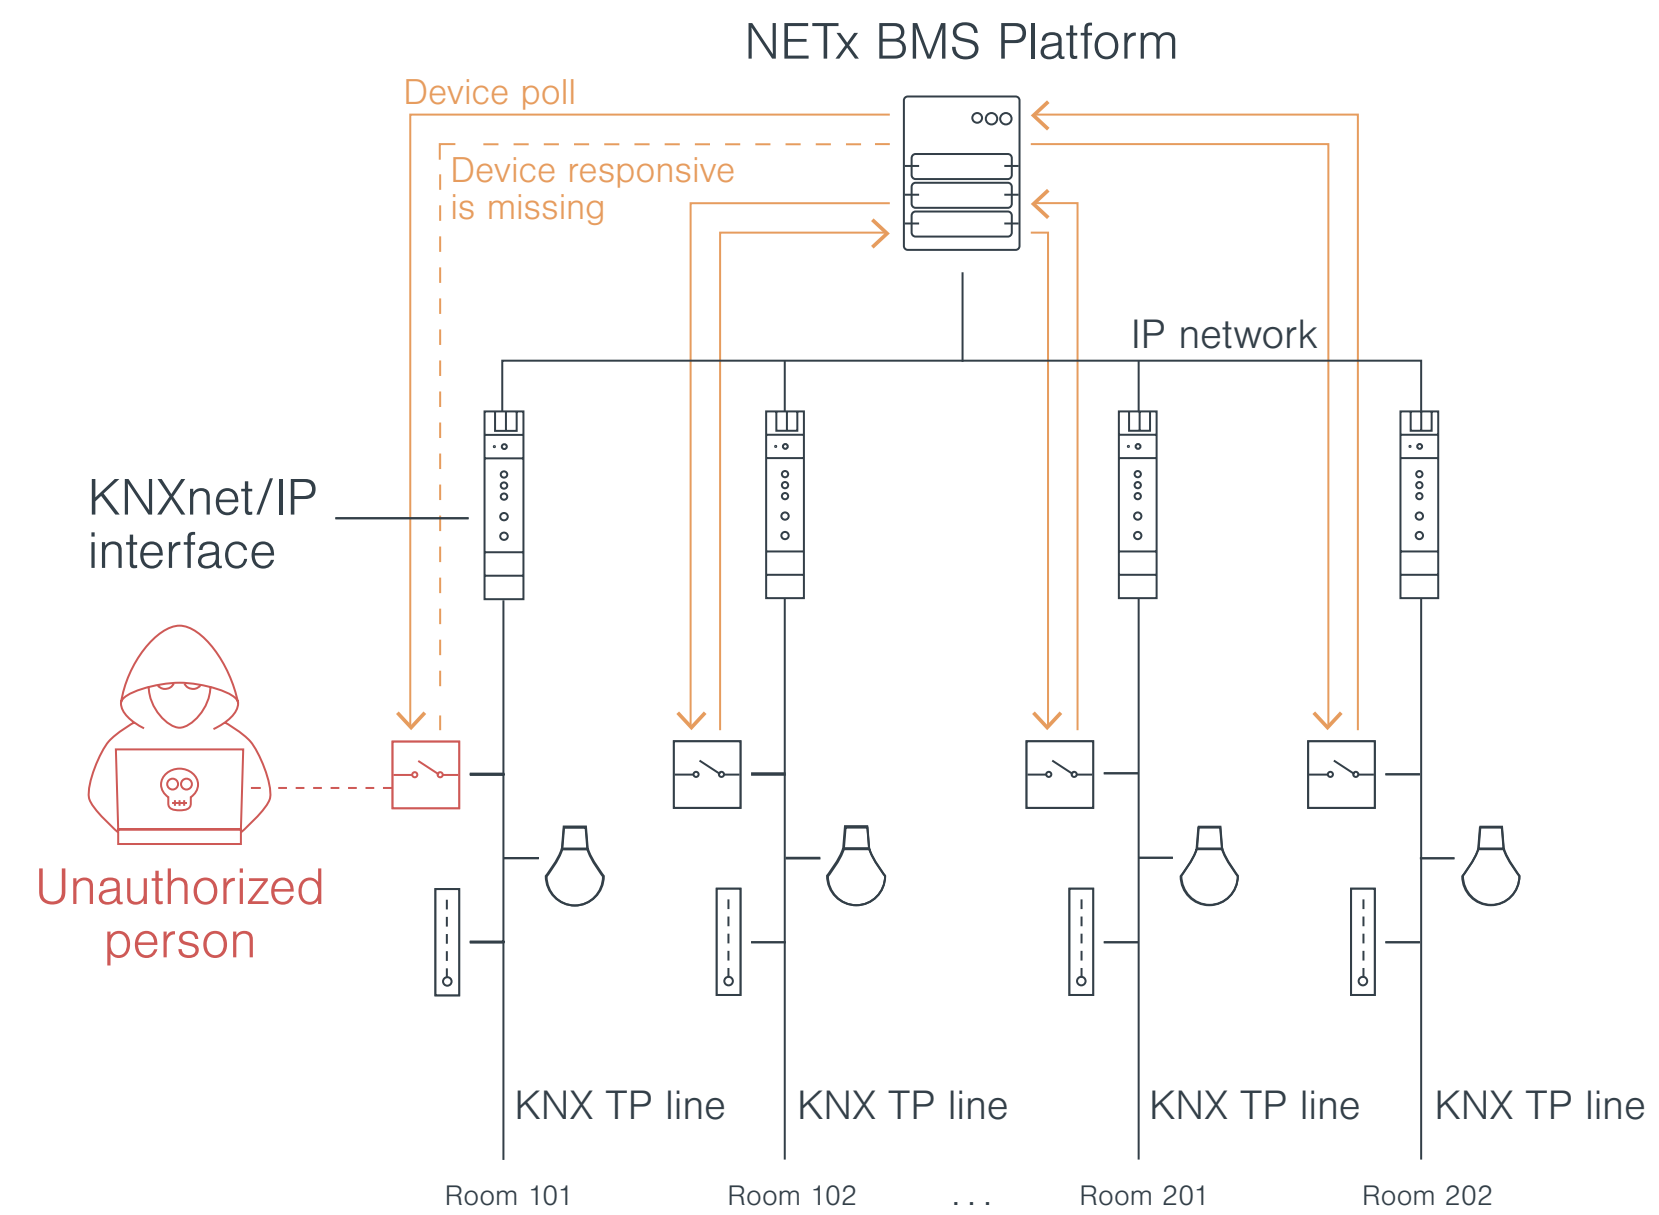 NETx BMS Platform
Device poll
Device responsive
is missing
IP network
KNXnet/IP
interface
Unauthorized
person
KNX TP line
KNX TP line
KNX TP line
KNX TP line
Room 101
Room 102
...
Room 201
Room 202